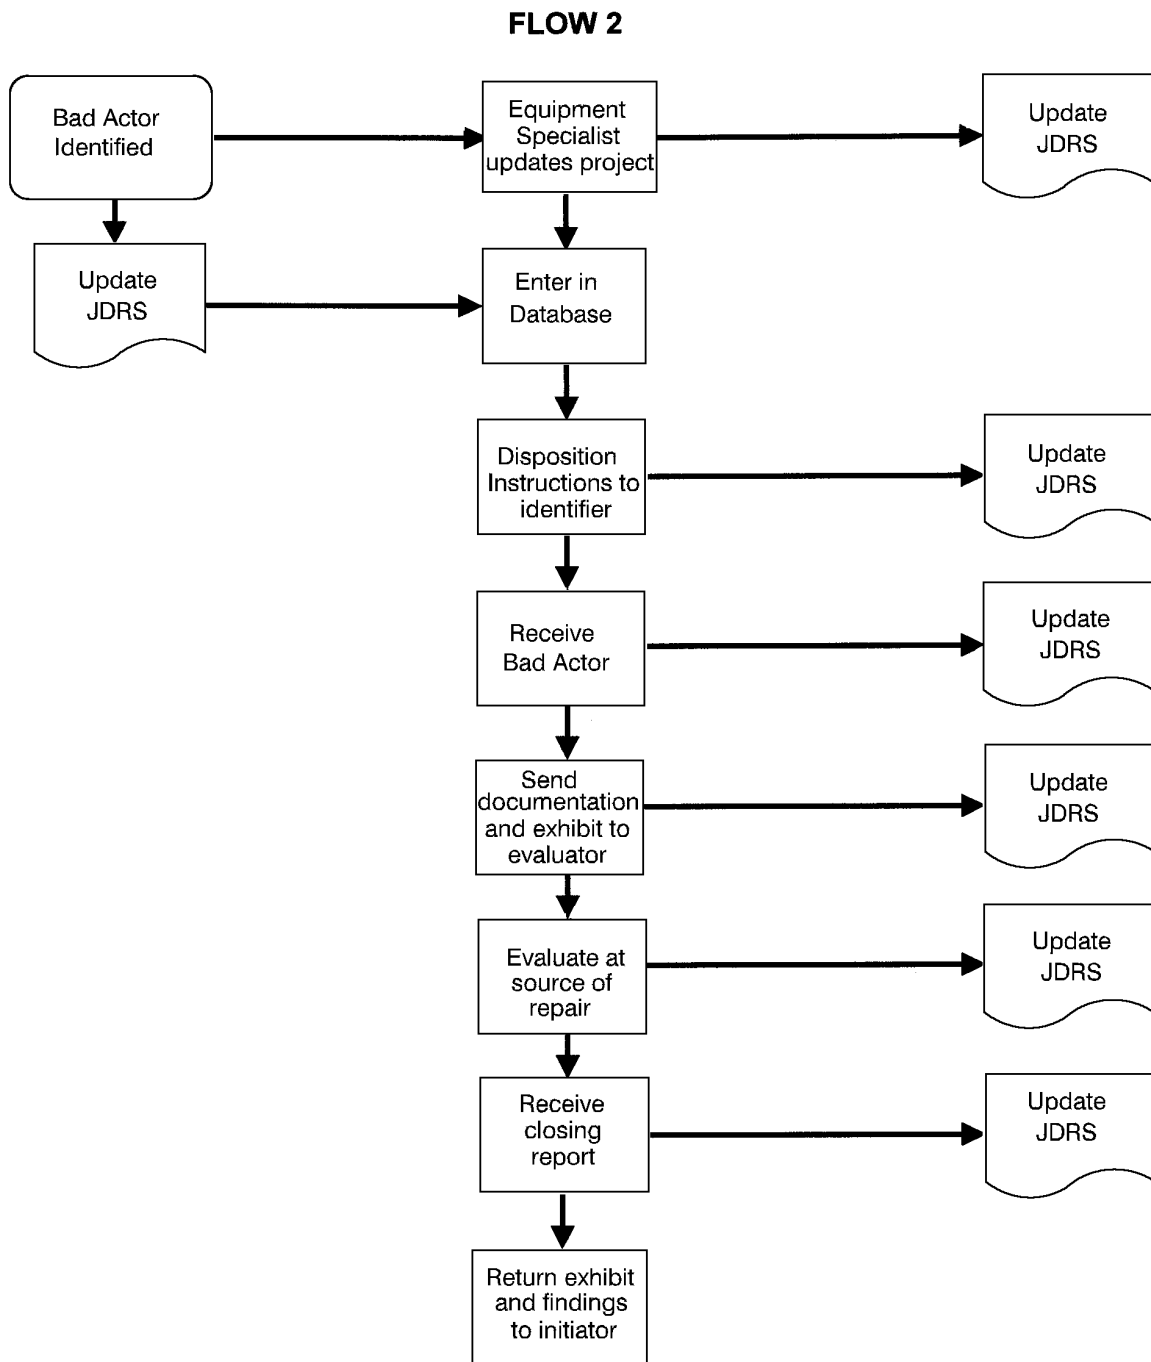 FLOW 2
Bad Actor
Identified
Equipment
Specialist
updates project
Update
JDRS
Update
JDRS
Enter in
Database
Disposition
Instructions to
identifier
Update
JDRS
Receive
Bad Actor
Update
JDRS
Send
documentation
and exhibit to
evaluator
Update
JDRS
Evaluate at
source of
repair
Update
JDRS
Receive
closing
report
Update
JDRS
Return exhibit
and findings
to initiator